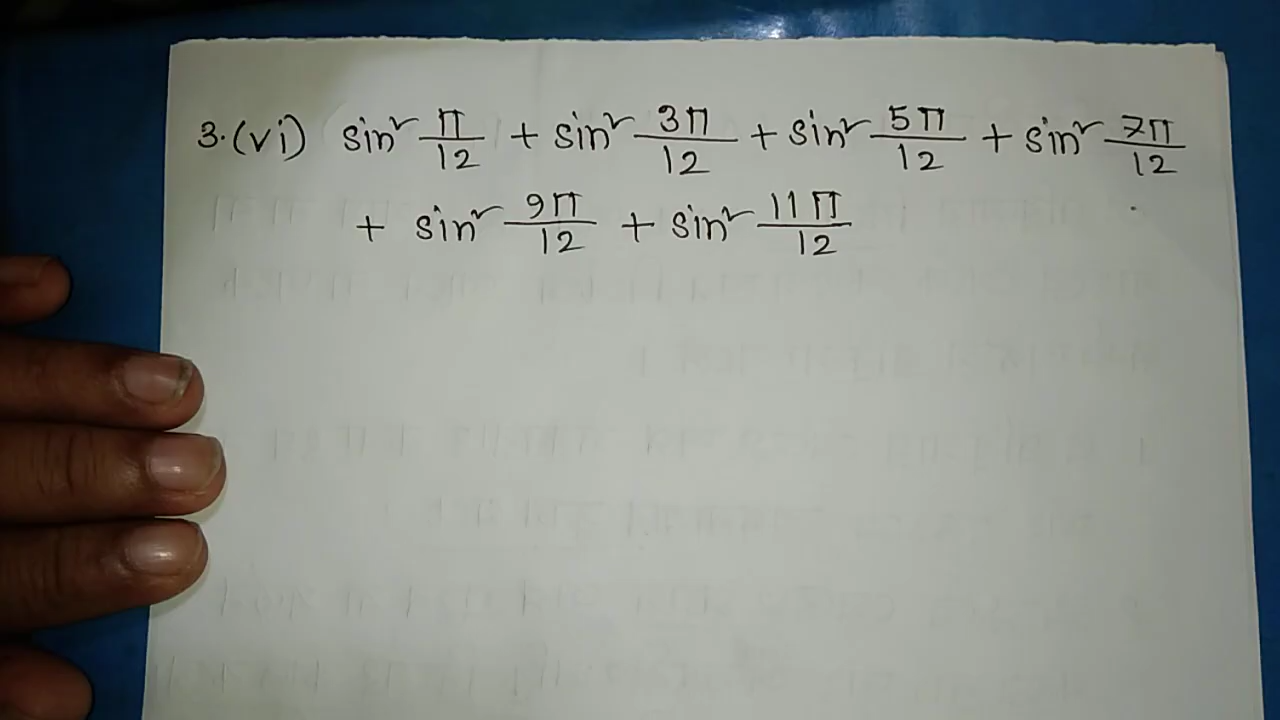 3.(vi) sin² π/12 + sin² 3π/12 + sin² 5π/12 + sin² 7π/12
+ sin² 9π/12 + sin² 11π/12